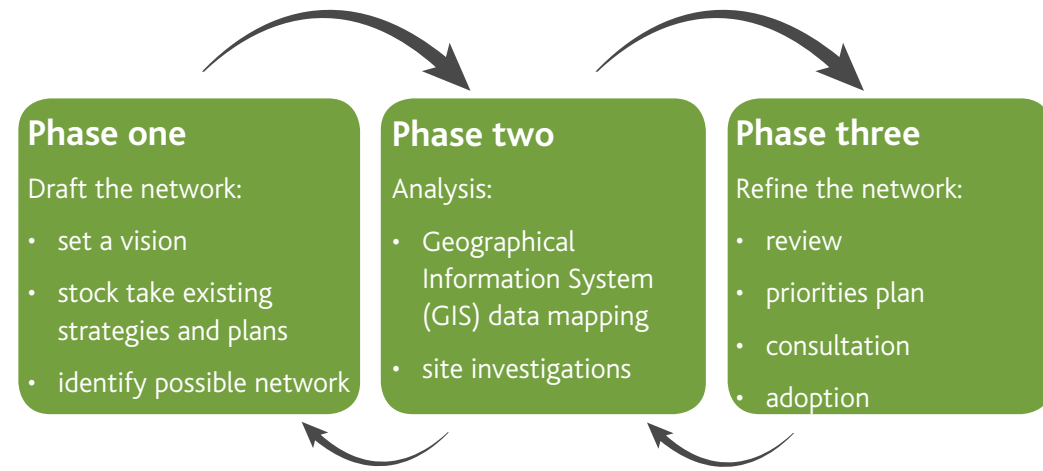 Phase one
Draft the network:
• set a vision
• stock take existing
strategies and plans
• identify possible network
Phase two
Analysis:
• Geographical
Information System
(GIS) data mapping
• site investigations
Phase three
Refine the network:
• review
• priorities plan
• consultation
• adoption